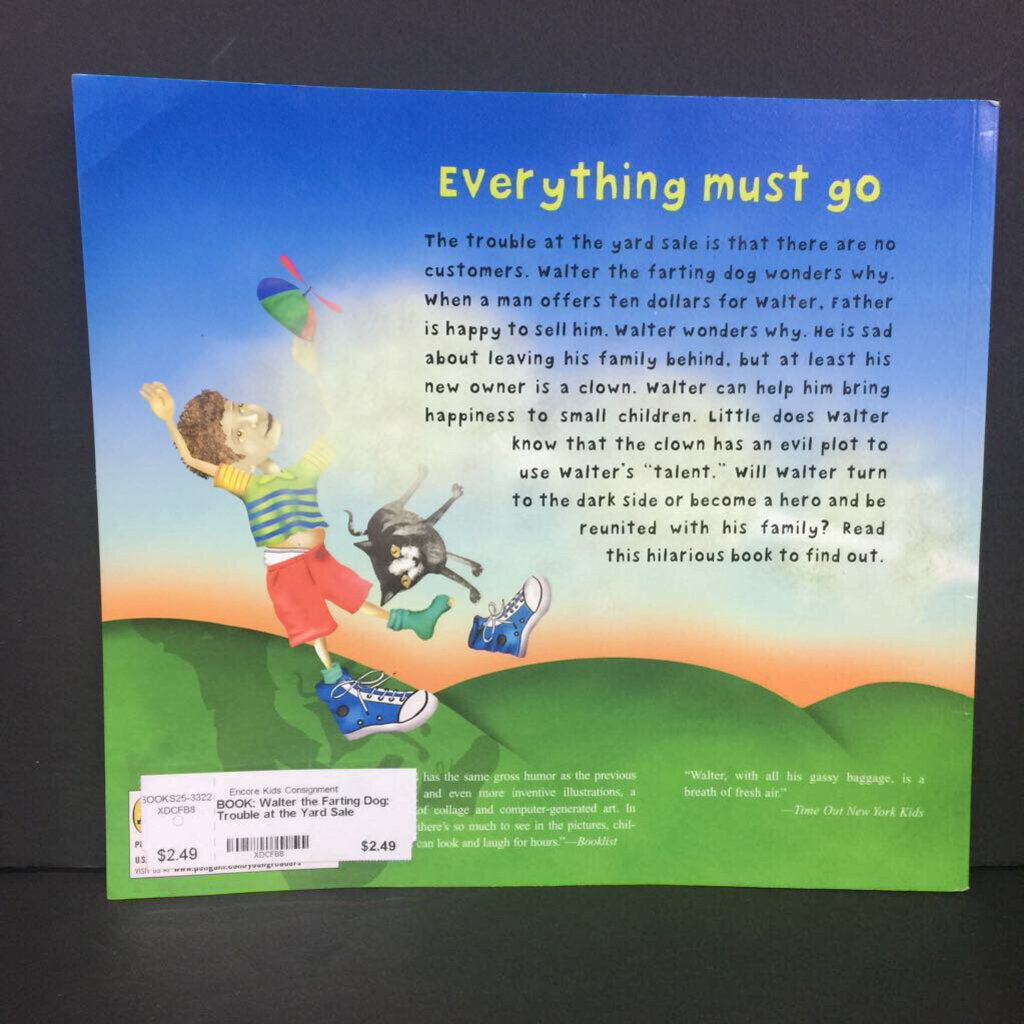 Everything must go
The trouble at the yard sale is that there are no
customers. Walter the farting dog wonders why.
When a man offers ten dollars for Walter, Father
is happy to sell him. Walter wonders why. He is sad
about leaving his family behind, but at least his
new owner is a clown. Walter can help him bring
happiness to small children. Little does Walter
know that the clown has an evil plot to
use Walter's "talent." Will Walter turn
to the dark side or become a hero and be
reunited with his family? Read
this hilarious book to find out.
has the same gross humor as the previous
and even more inventive illustrations, a
of collage and computer-generated art. In
there's so much to see in the pictures, chil-
can look and laugh for hours."—Booklist
"Walter, with all his gassy baggage, is a
breath of fresh air."
—Time Out New York Kids
BOOKS25-3322
XDCFB8
$2.49
Encore Kids Consignment
BOOK: Walter the Farting Dog:
Trouble at the Yard Sale
XDCFB8
$2.49
U.S.